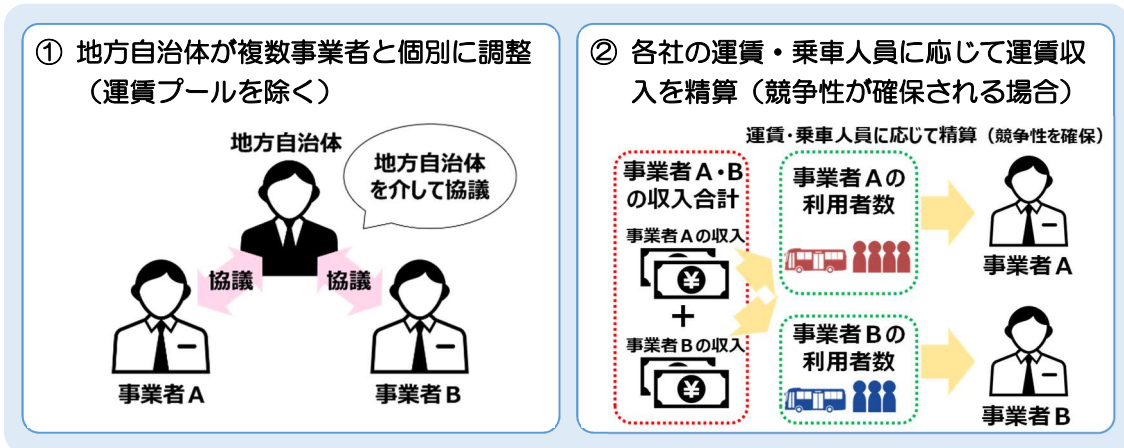 ① 地方自治体が複数事業者と個別に調整
（運賃プールを除く）
地方自治体
地方自治体
を介して協議
協議
協議
事業者A
事業者B
② 各社の運賃・乗車人員に応じて運賃収
入を精算（競争性が確保される場合）
運賃・乗車人員に応じて精算（競争性を確保）
事業者A・B
の収入合計
事業者Aの収入
¥
+
事業者Bの収入
¥
事業者Aの
利用者数
事業者A
事業者Bの
利用者数
事業者B